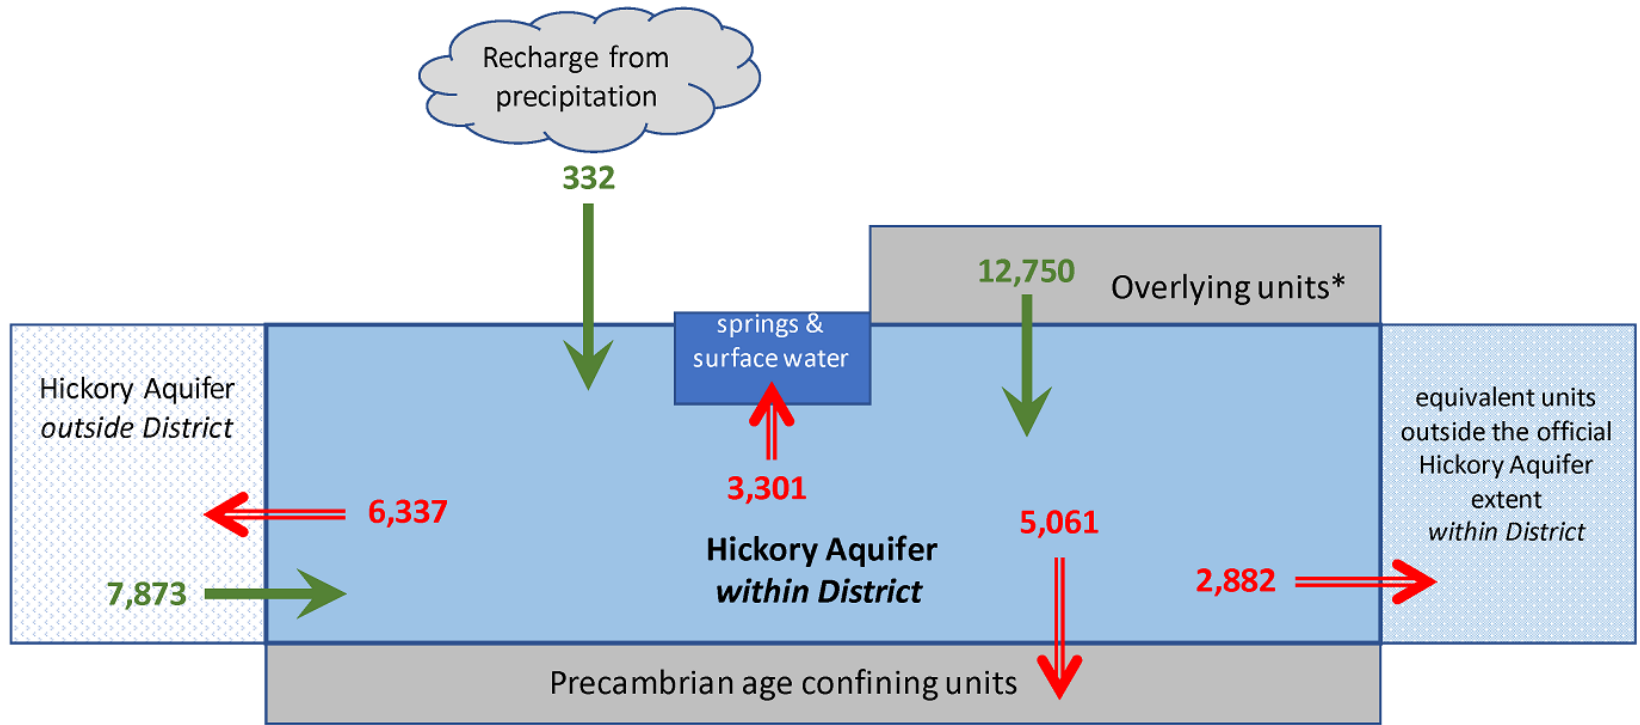 Recharge from
precipitation
332
12,750
Overlying units*
springs &
surface water
Hickory Aquifer
outside District
equivalent units
outside the official
Hickory Aquifer
extent
within District
6,337
3,301
5,061
Hickory Aquifer
within District
7,873
2,882
Precambrian age confining units